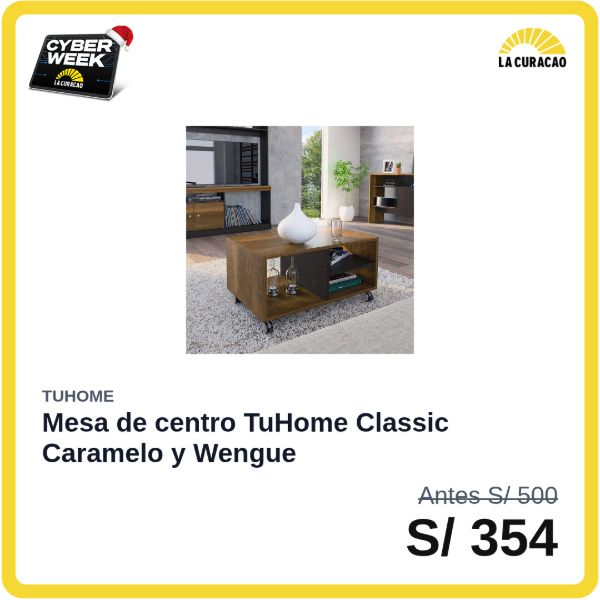 CYBER
WEEK
LA CURACAO
LA CURACAO
TUHOME
Mesa de centro TuHome Classic
Caramelo y Wengue
Antes S/ 500
S/ 354